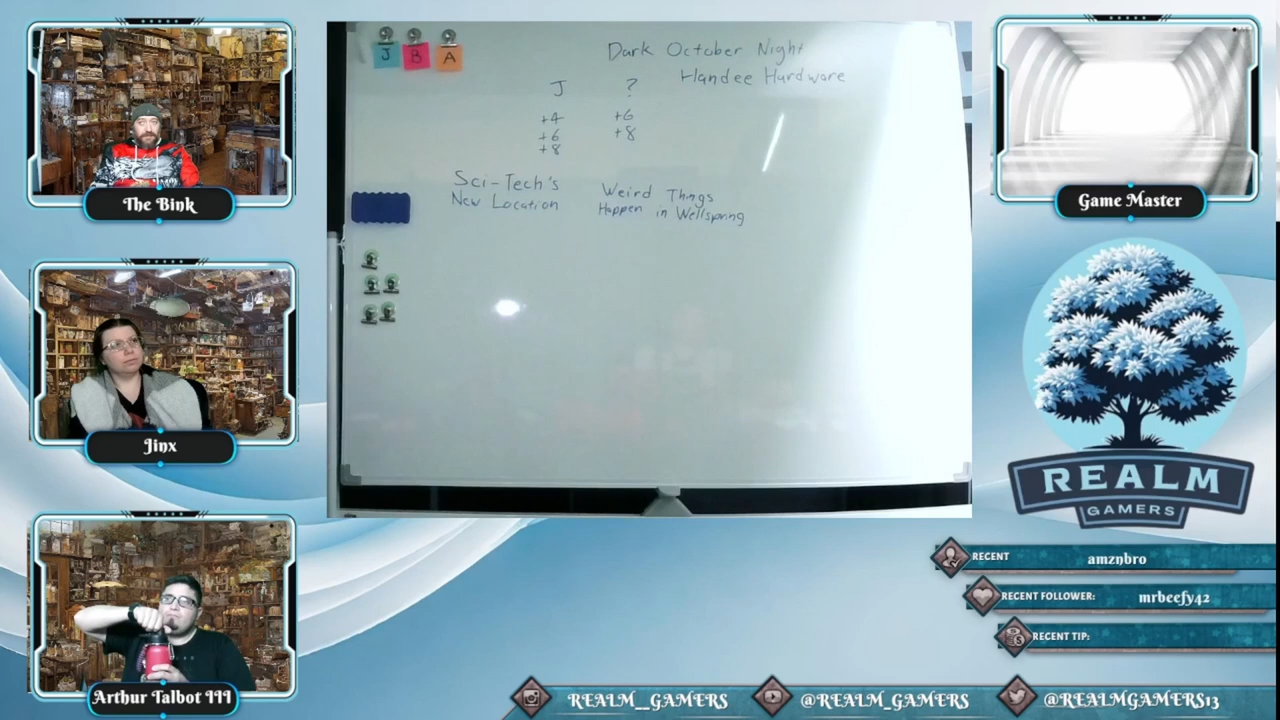 The Bink
Jinx
Arthur Talbot III
J
B
A
Dark October Night
Handee Hardware
J
?
+4
+6
+6
+8
+8
Sci-Tech's
New Location
Weird Things
Happen in Wellspring
Game Master
REALM
GAMERS
RECENT
amznbro
RECENT FOLLOWER:
mrbeefy42
RECENT TIP:
REALM_GAMERS
@REALM_GAMERS
@REALMGAMERS13